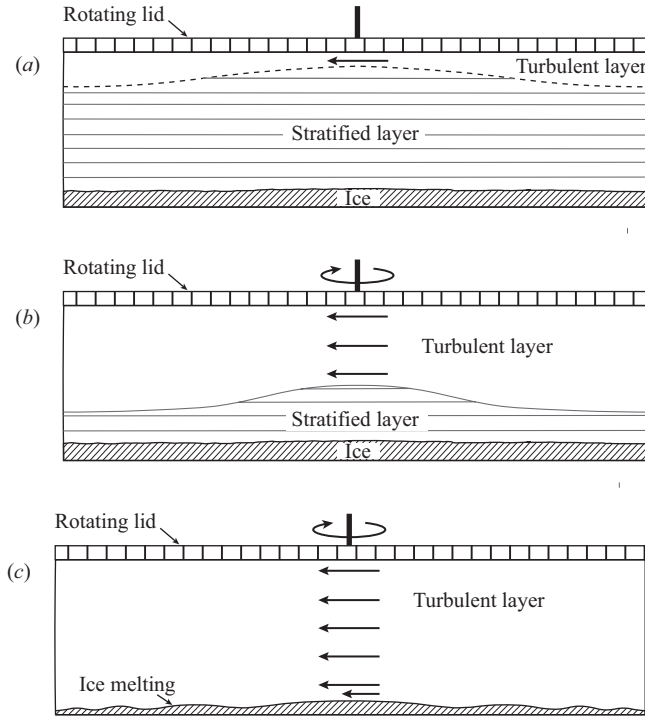 Rotating lid
(a)
Turbulent layer
Stratified layer
Ice
Rotating lid
(b)
Turbulent layer
Stratified layer
Ice
Rotating lid
(c)
Turbulent layer
Ice melting